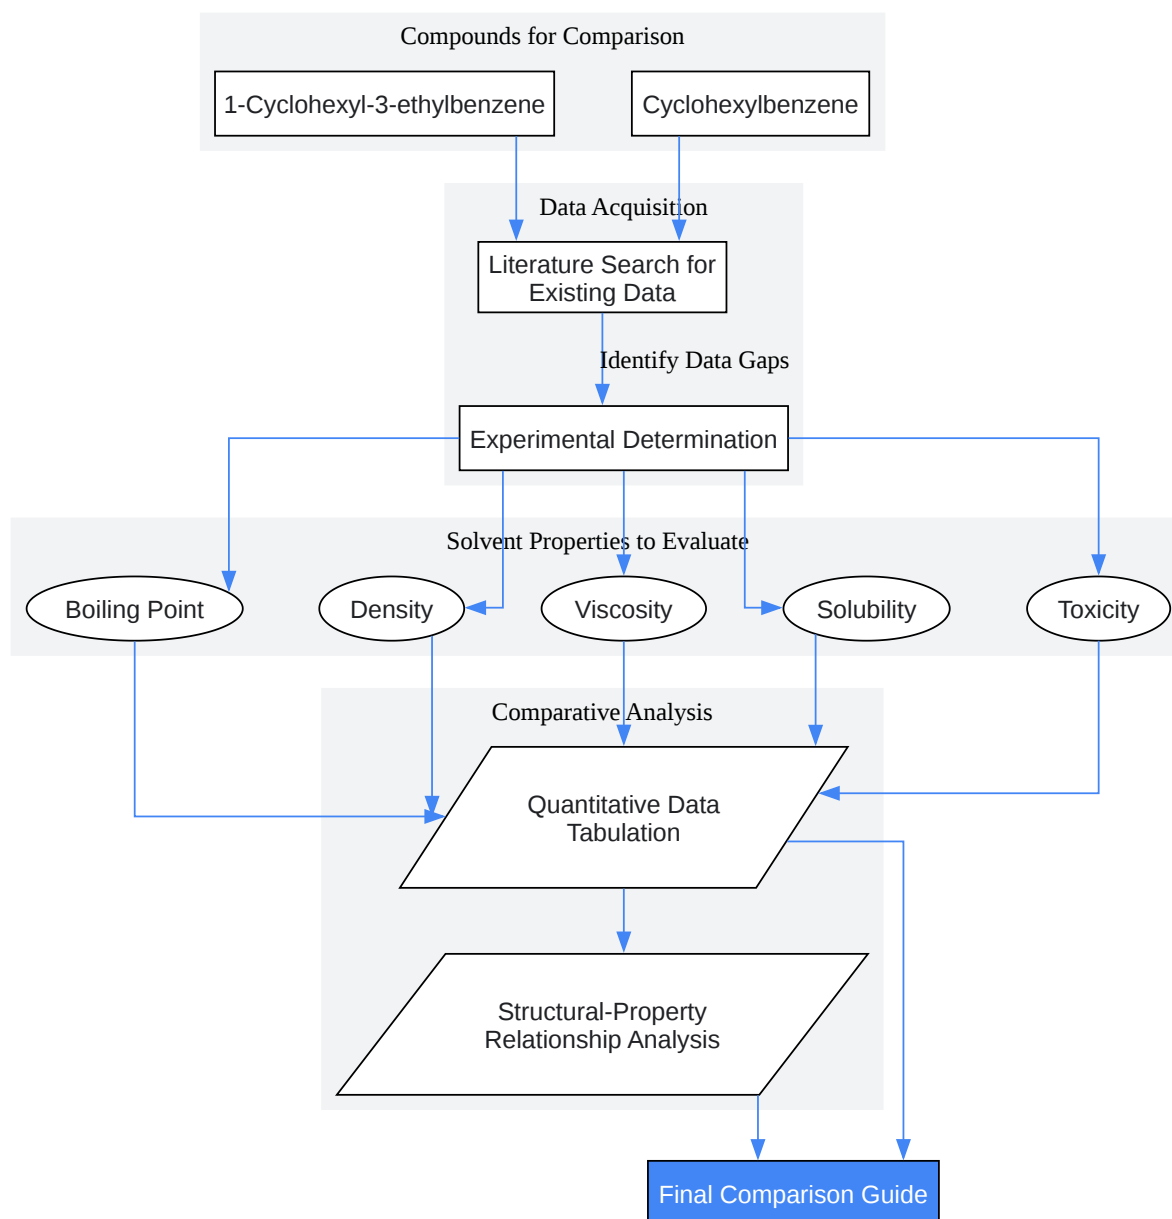 Compounds for Comparison
1-Cyclohexyl-3-ethylbenzene
Cyclohexylbenzene
Data Acquisition
Literature Search for
Existing Data
Identify Data Gaps
Experimental Determination
Solvent Properties to Evaluate
Boiling Point
Density
Viscosity
Solubility
Toxicity
Comparative Analysis
Quantitative Data
Tabulation
Structural-Property
Relationship Analysis
Final Comparison Guide